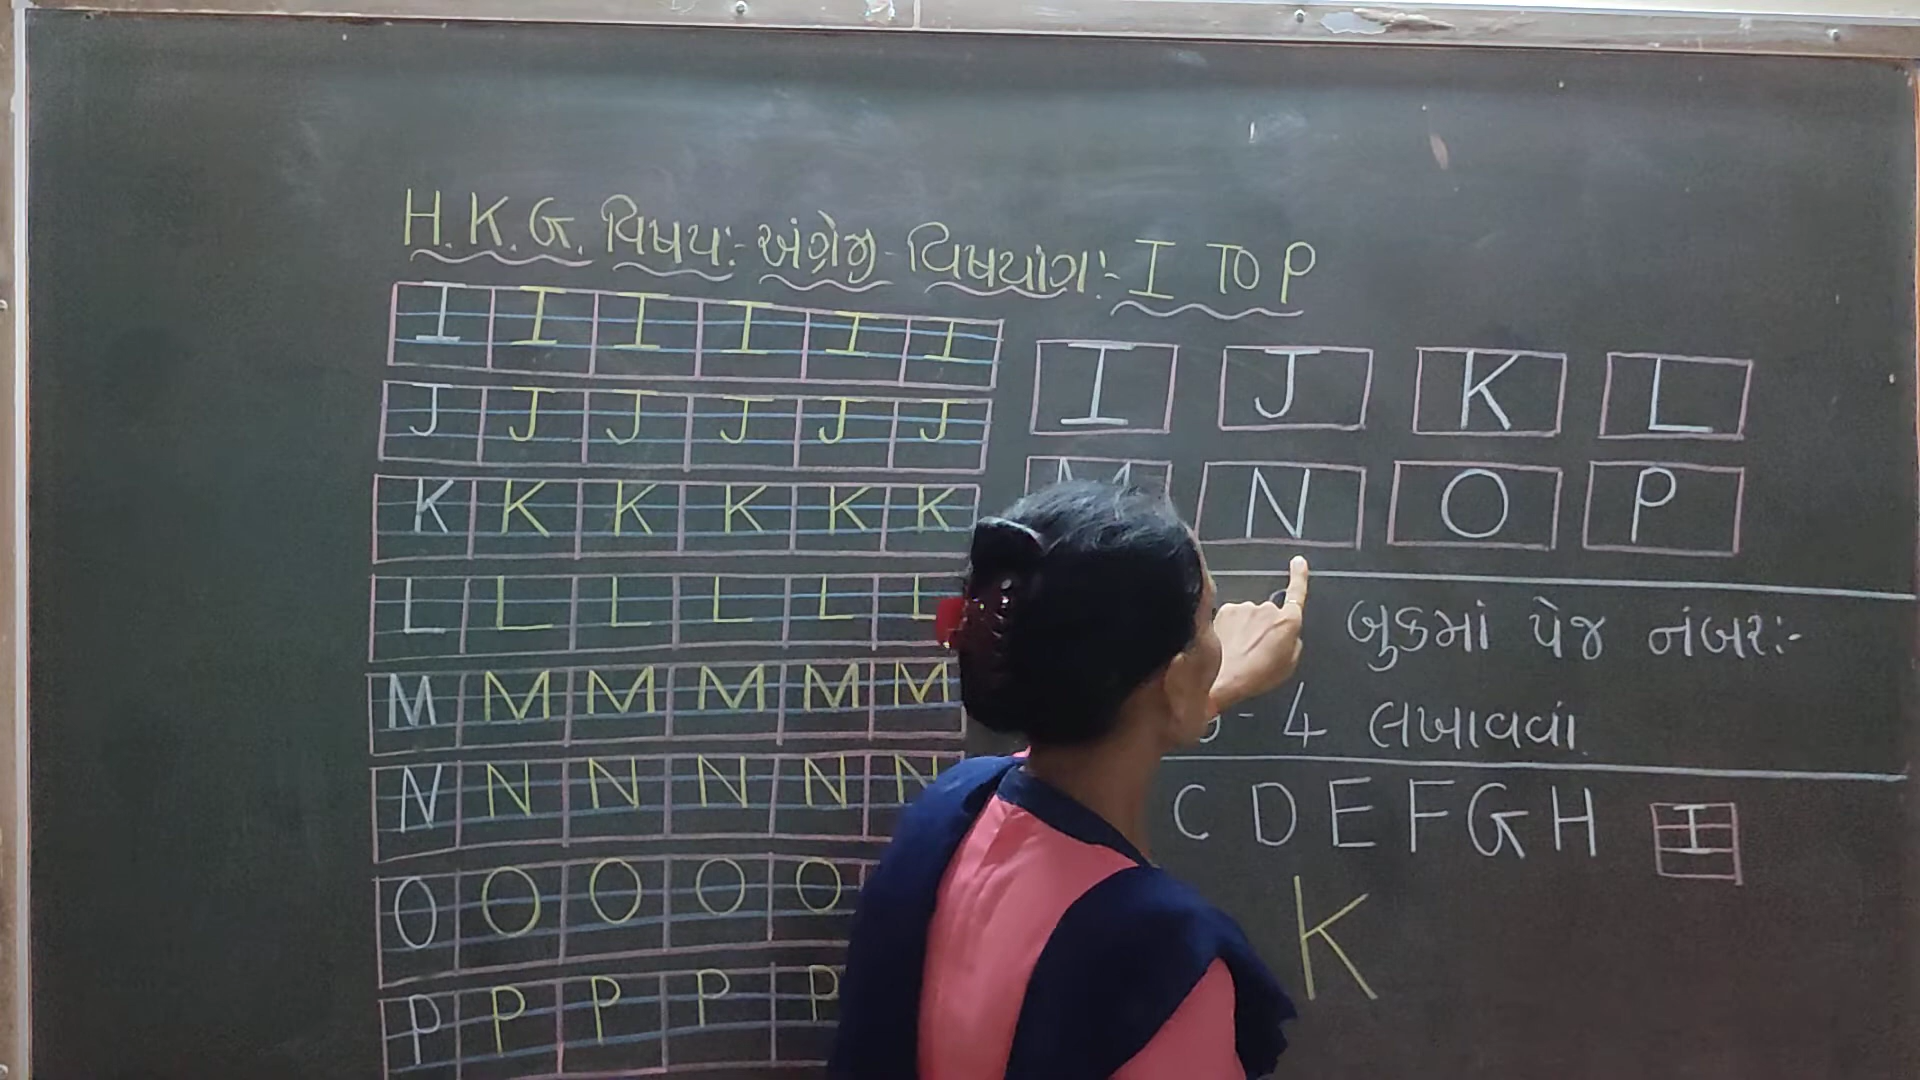 H.K.G. વિષય:- અંગ્રેજી - વિષયાંગ:- I TO P
I I I I I I
J J J J J J
K K K K K K
L L L L L L
M M M M M M
N N N N N N
O O O O O
P P P P P
I J K L
M N O P
બુકમાં પેજ નંબર:-
- 4 લખાવવાં
C D E F G H I
K